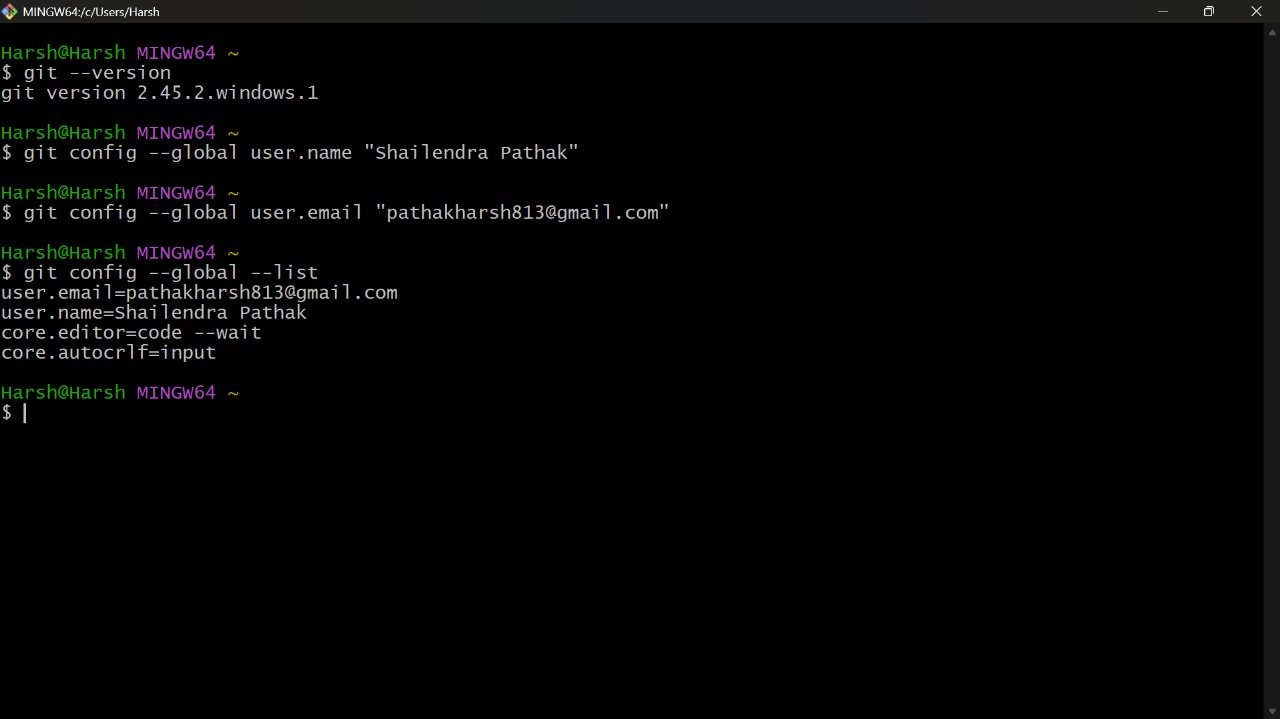 MINGW64:/c/Users/Harsh
Harsh@Harsh MINGW64 ~
$ git --version
git version 2.45.2.windows.1
Harsh@Harsh MINGW64 ~
$ git config --global user.name "Shailendra Pathak"
Harsh@Harsh MINGW64 ~
$ git config --global user.email "pathakharsh813@gmail.com"
Harsh@Harsh MINGW64 ~
$ git config --global --list
user.email=pathakharsh813@gmail.com
user.name=Shailendra Pathak
core.editor=code --wait
core.autocrlf=input
Harsh@Harsh MINGW64 ~
$